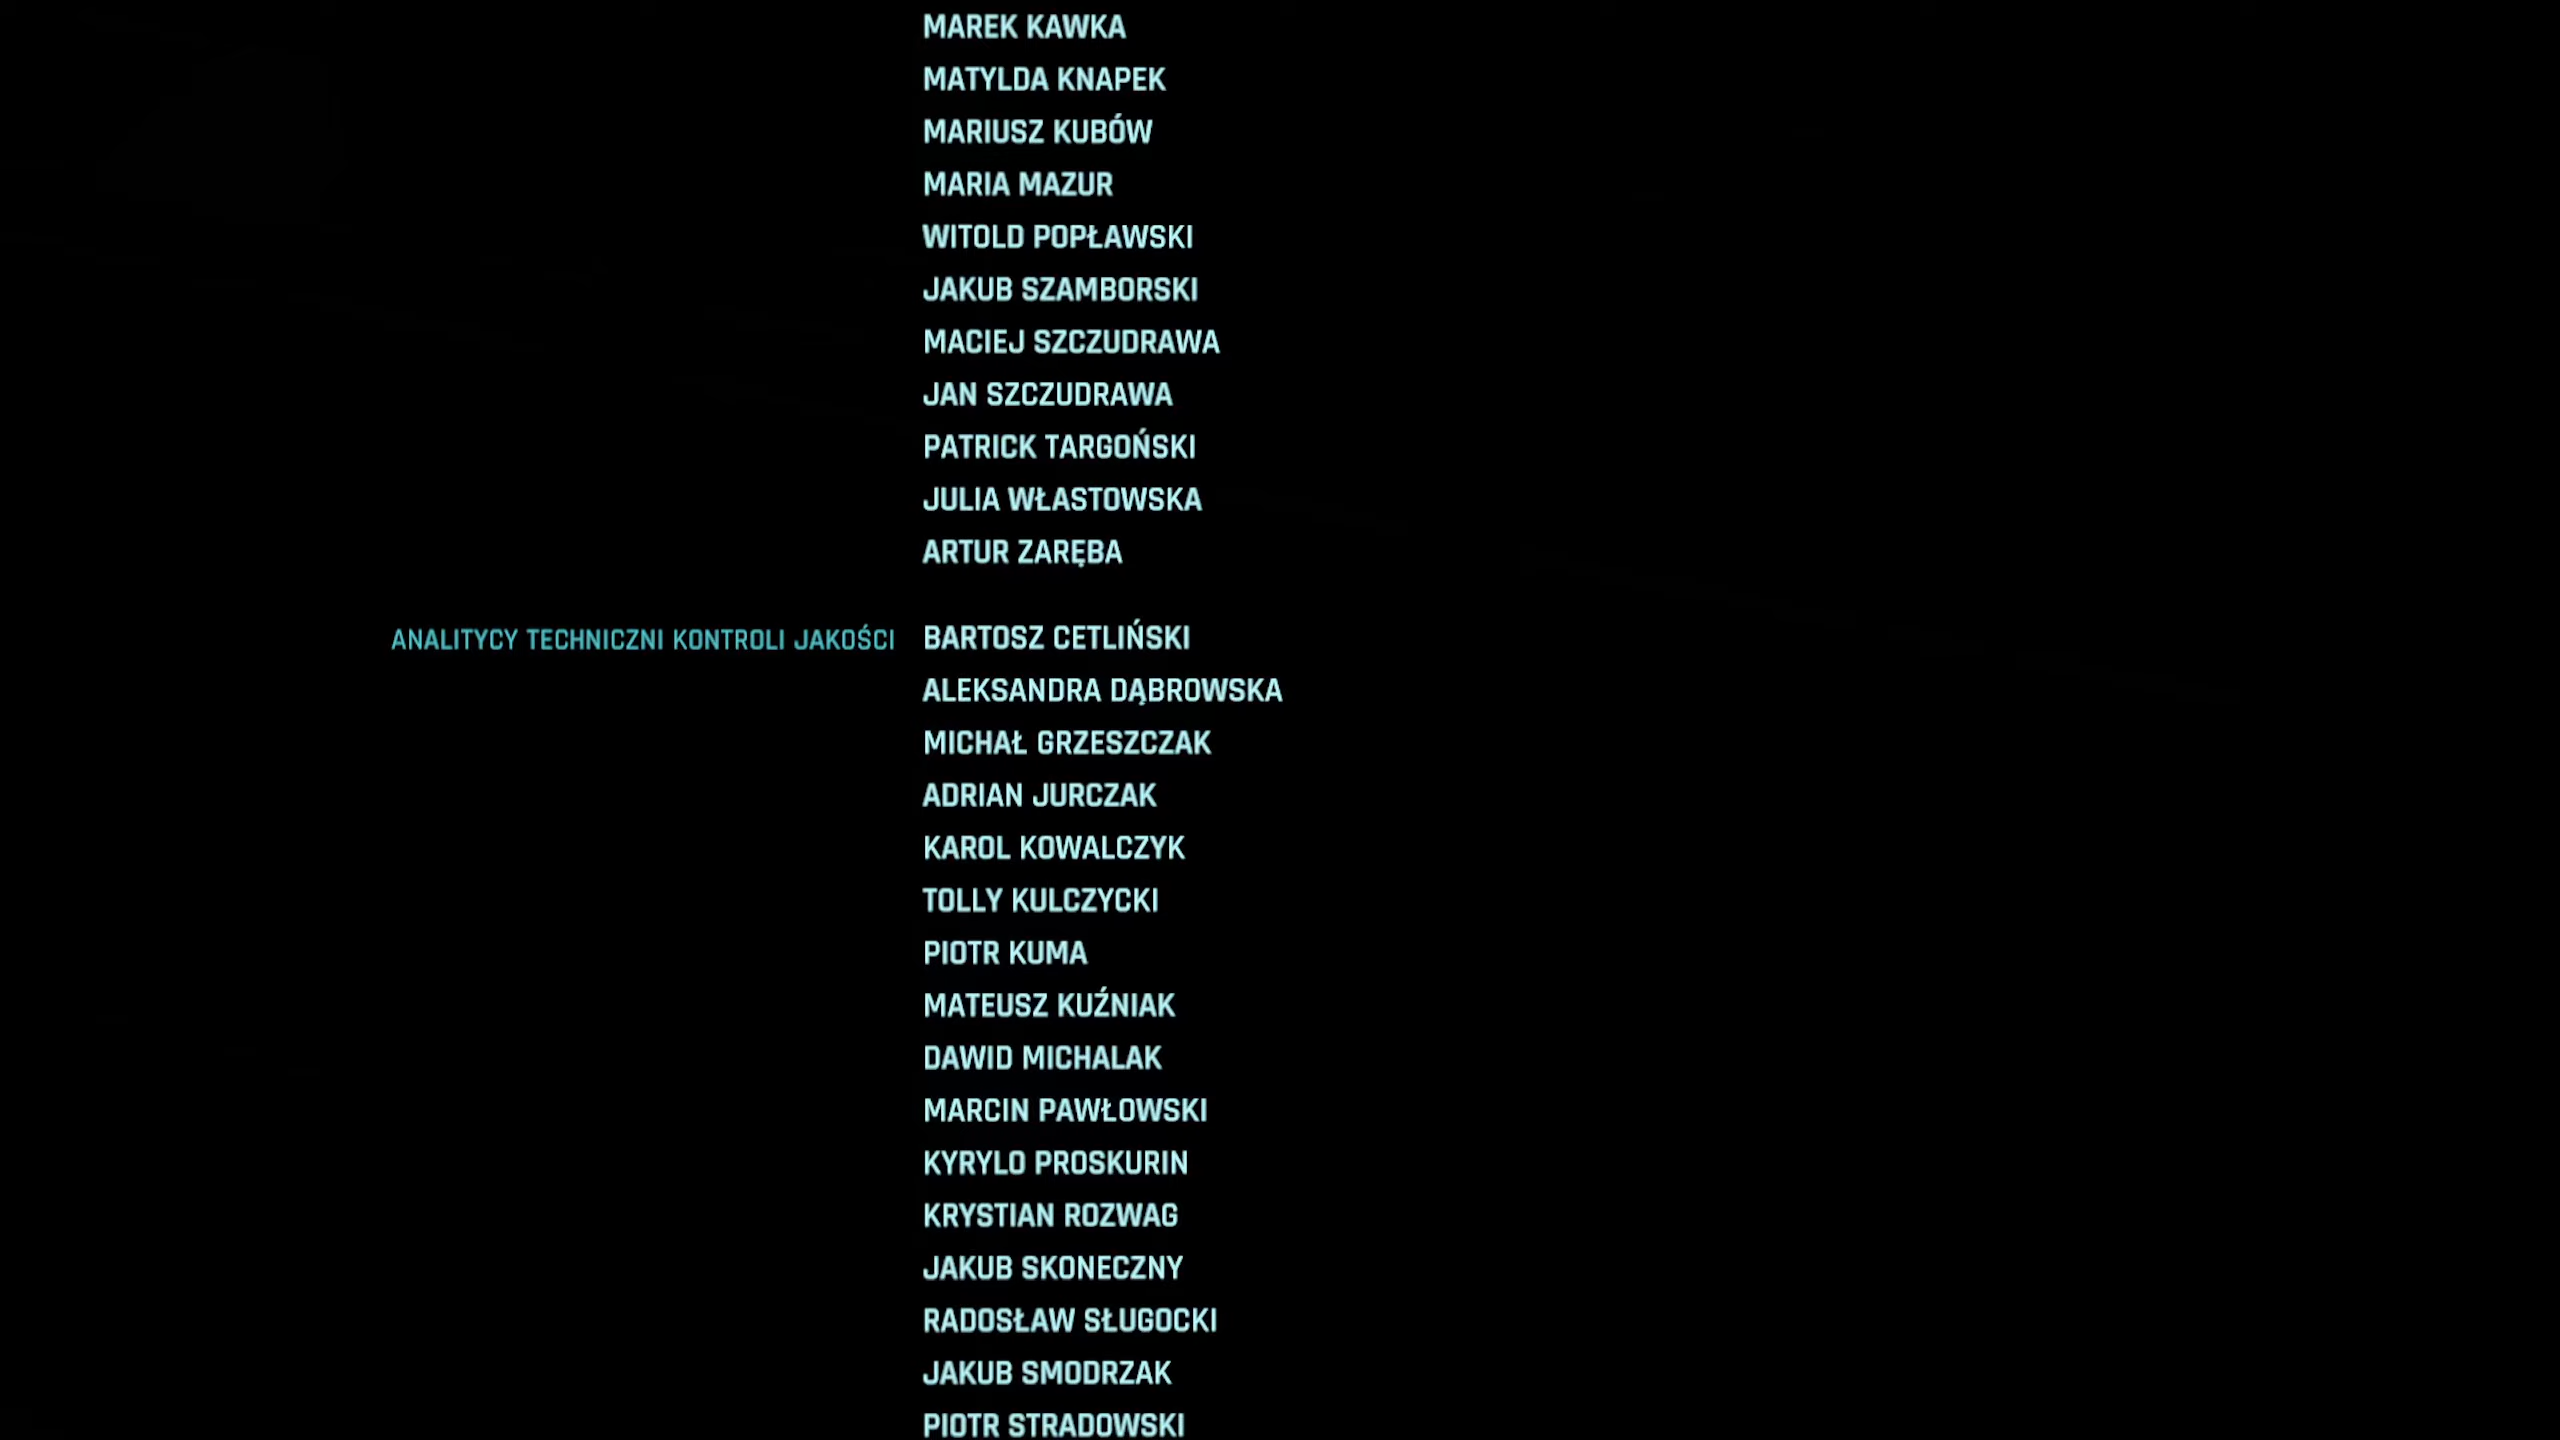 MAREK KAWKA
MATYLDA KNAPEK
MARIUSZ KUBÓW
MARIA MAZUR
WITOLD POPŁAWSKI
JAKUB SZAMBORSKI
MACIEJ SZCZUDRAWA
JAN SZCZUDRAWA
PATRICK TARGOŃSKI
JULIA WŁASTOWSKA
ARTUR ZARĘBA
ANALITYCY TECHNICZNI KONTROLI JAKOŚCI BARTOSZ CETLIŃSKI
ALEKSANDRA DĄBROWSKA
MICHAŁ GRZESZCZAK
ADRIAN JURCZAK
KAROL KOWALCZYK
TOLLY KULCZYCKI
PIOTR KUMA
MATEUSZ KUŹNIAK
DAWID MICHALAK
MARCIN PAWŁOWSKI
KYRYLO PROSKURIN
KRYSTIAN ROZWAG
JAKUB SKONECZNY
RADOSŁAW SŁUGOCKI
JAKUB SMODRZAK
PIOTR STRADOWSKI